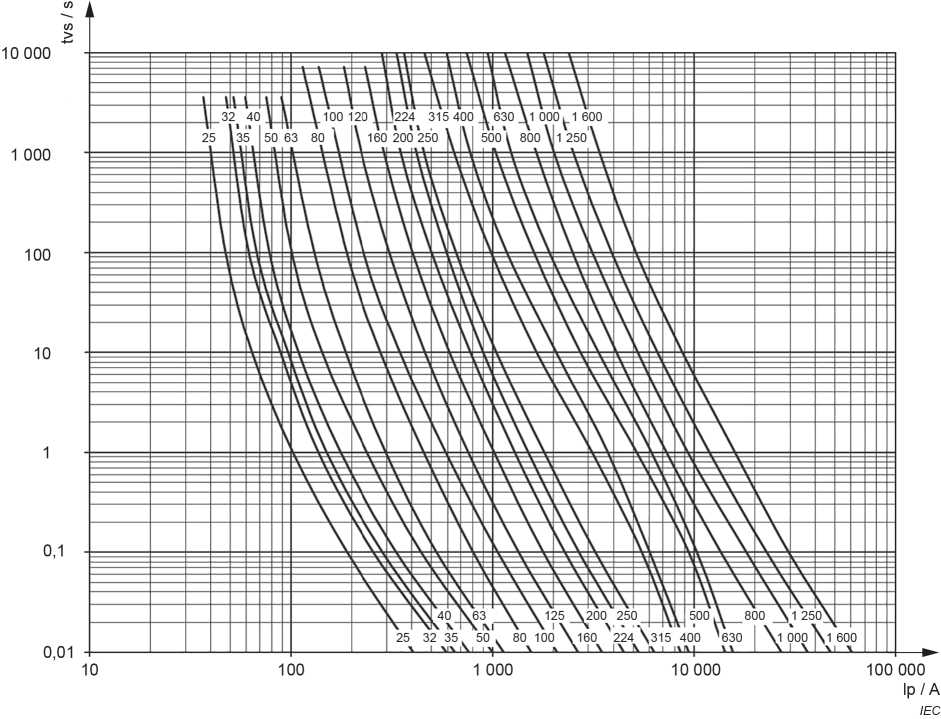 tvs / s
10 000
32 40 100 120 224 315 400 630 1 000 1 600
25 35 50 63 80 160 200 250 500 800 1 250
1 000
100
10
1
0,1
40 63 125 200 250 500 800 1 250
25 32 35 50 80 100 160 224 315 400 630 1 000 1 600
0,01
10 100 1 000 10 000 100 000
Ip / A
IEC